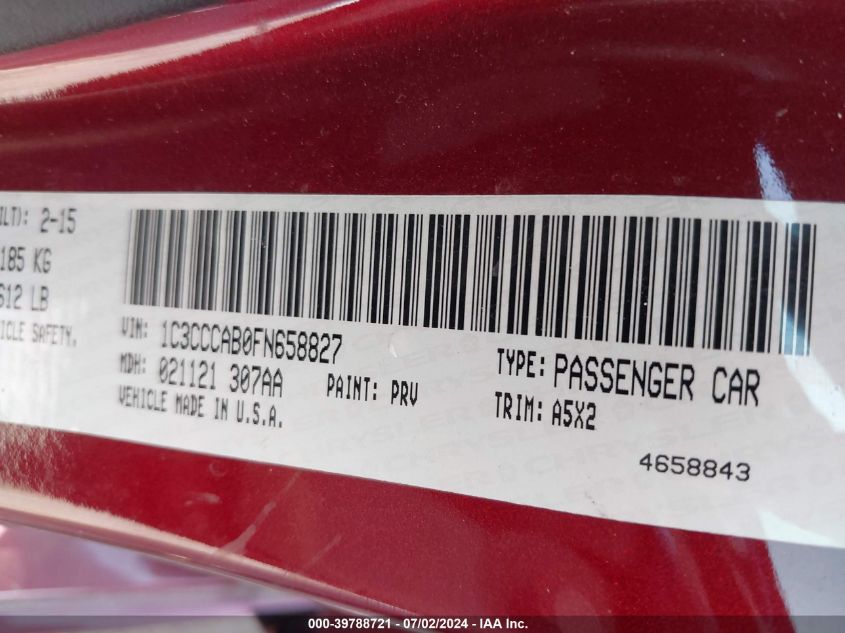 ILT): 2-15
185 KG
612 LB
ICLE SAFETY.
VIN: 1C3CCCAB0FN658827
MDH: 021121 307AA
PAINT: PRV
VEHICLE MADE IN U.S.A.
TYPE: PASSENGER CAR
TRIM: A5X2
4658843
000-39788721 - 07/02/2024 - IAA Inc.